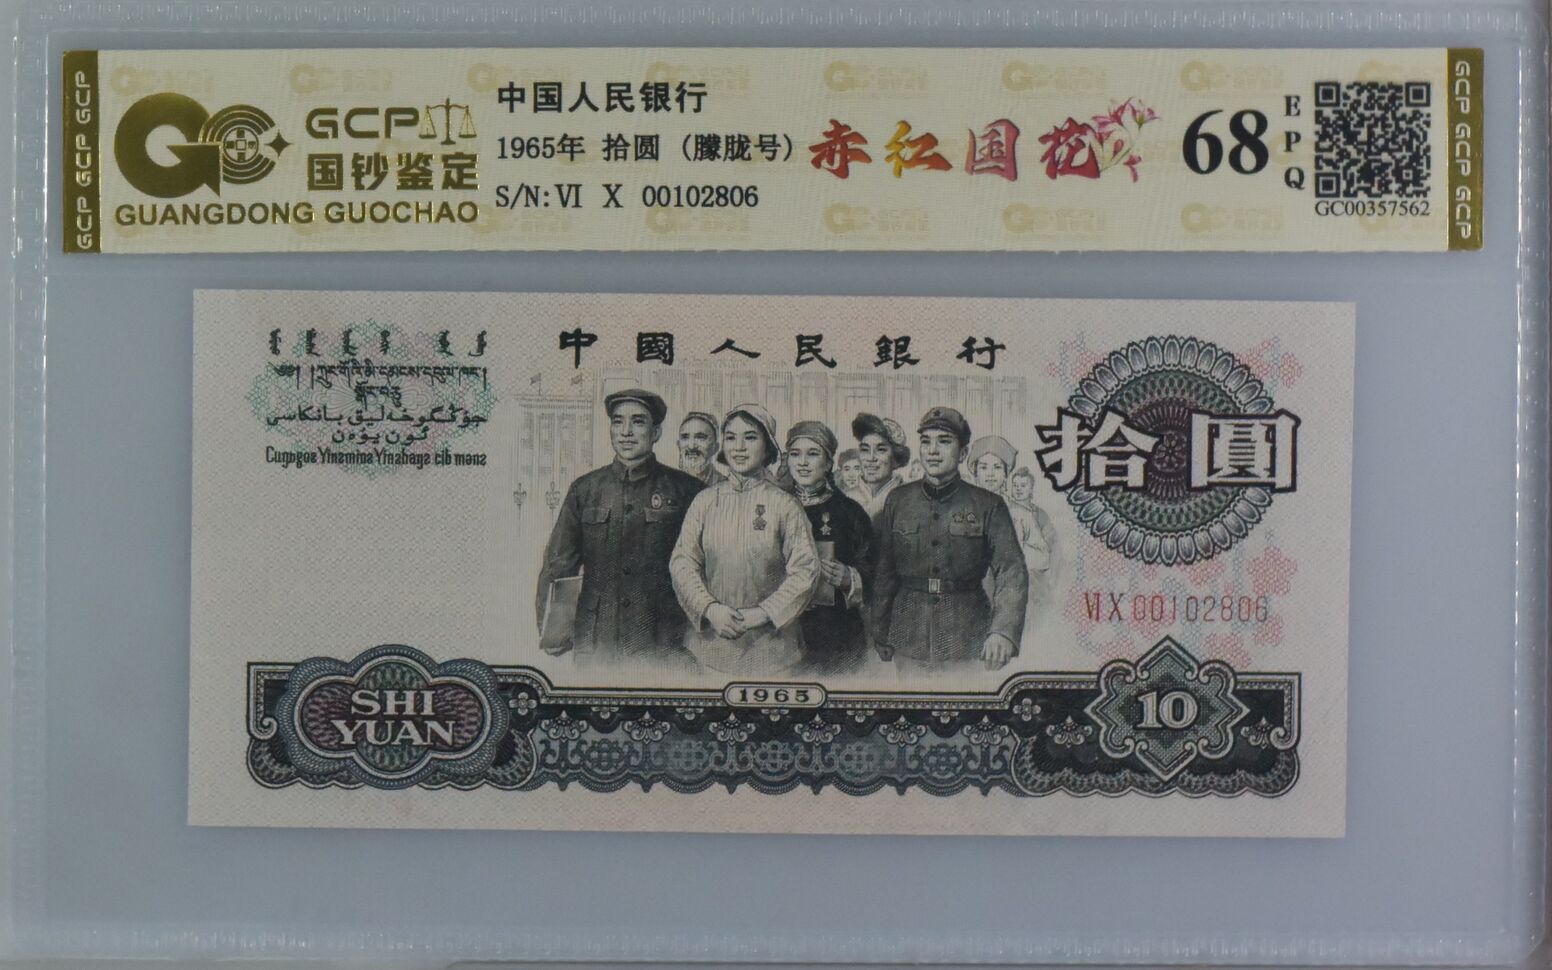 GCP GCP GCP
GCP
国钞鉴定
GUANGDONG GUOCHAO
中国人民银行
1965年 拾圆 (朦胧号)
S/N: VI X 00102806
赤红国花
68
EPQ
GC00357562
GCP GCP GCP
中國人民銀行
拾圓
VI X 00102806
1965
SHI
YUAN
10